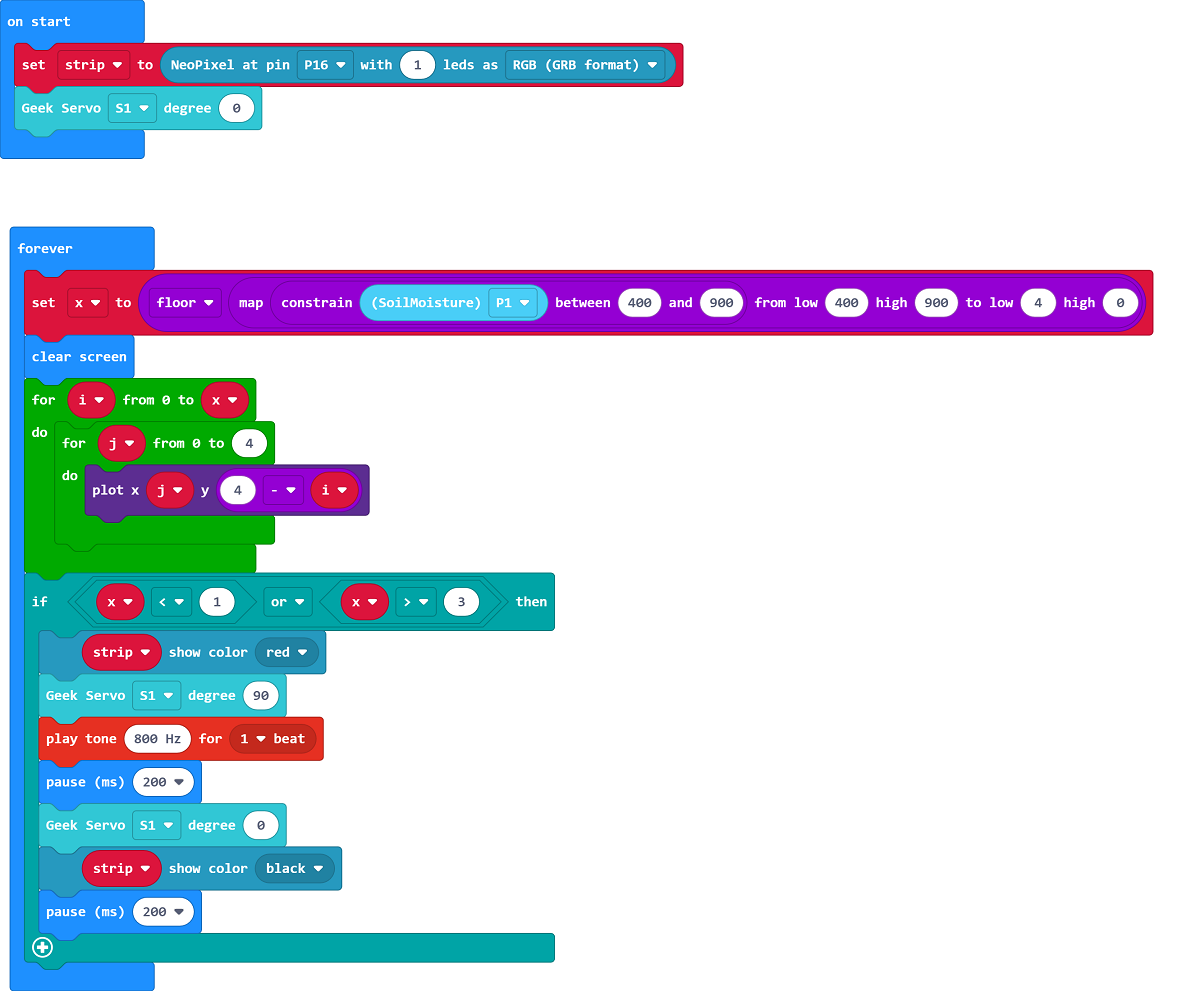 on start
set strip to NeoPixel at pin P16 with 1 leds as RGB (GRB format)
Geek Servo S1 degree 0
forever
set x to floor map constrain (SoilMoisture) P1 between 400 and 900 from low 400 high 900 to low 4 high 0
clear screen
for i from 0 to x
do for j from 0 to 4
do plot x j y 4 - i
if x < 1 or x > 3 then
strip show color red
Geek Servo S1 degree 90
play tone 800 Hz for 1 beat
pause (ms) 200
Geek Servo S1 degree 0
strip show color black
pause (ms) 200